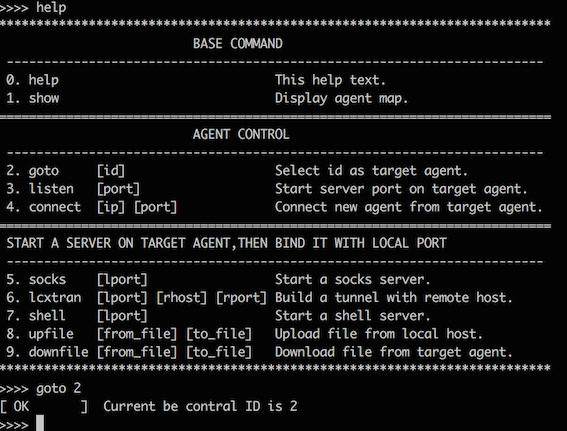 >>>> help
**************************************************************************
BASE COMMAND
------------------------------------------------------------------------
0. help This help text.
1. show Display agent map.
==========================================================================
AGENT CONTROL
------------------------------------------------------------------------
2. goto [id] Select id as target agent.
3. listen [port] Start server port on target agent.
4. connect [ip] [port] Connect new agent from target agent.
==========================================================================
START A SERVER ON TARGET AGENT,THEN BIND IT WITH LOCAL PORT
------------------------------------------------------------------------
5. socks [lport] Start a socks server.
6. lcxtran [lport] [rhost] [rport] Build a tunnel with remote host.
7. shell [lport] Start a shell server.
8. upfile [from_file] [to_file] Upload file from local host.
9. downfile [from_file] [to_file] Download file from target agent.
**************************************************************************
>>>> goto 2
[ OK ] Current be contral ID is 2
>>>>